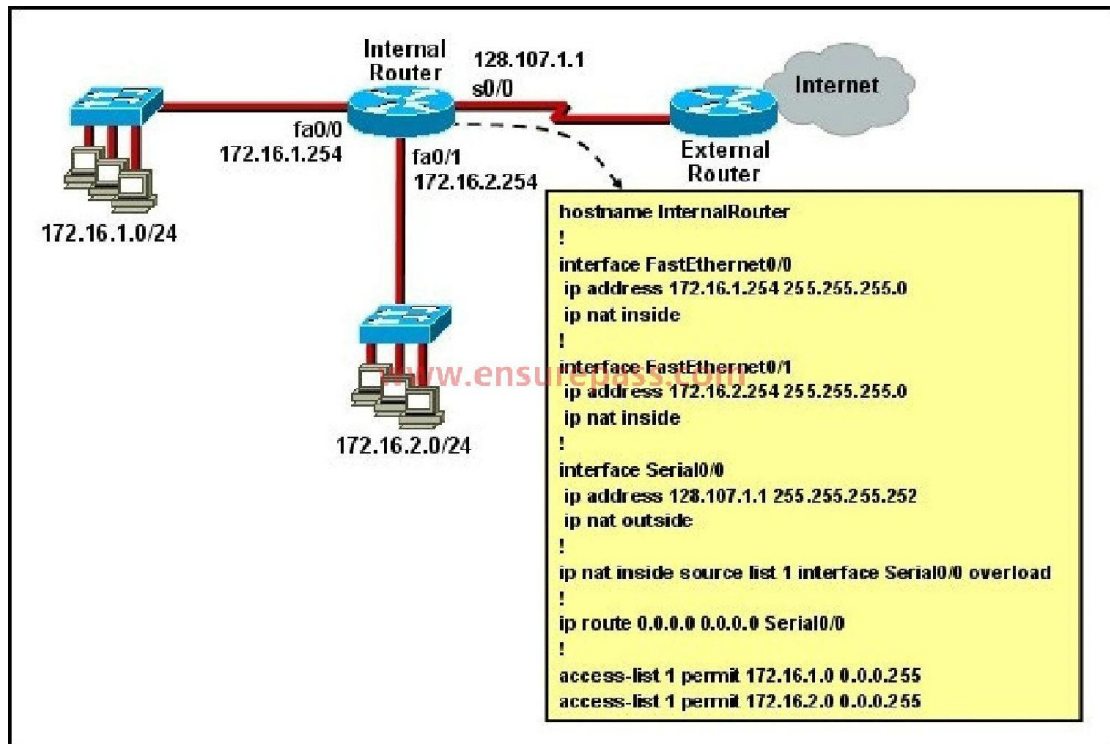 Internal
Router
128.107.1.1
s0/0
Internet
fa0/0
172.16.1.254
fa0/1
172.16.2.254
External
Router
172.16.1.0/24
172.16.2.0/24
www.ensurepass.com
hostname InternalRouter
!
interface FastEthernet0/0
ip address 172.16.1.254 255.255.255.0
ip nat inside
!
interface FastEthernet0/1
ip address 172.16.2.254 255.255.255.0
ip nat inside
!
interface Serial0/0
ip address 128.107.1.1 255.255.255.252
ip nat outside
!
ip nat inside source list 1 interface Serial0/0 overload
!
ip route 0.0.0.0 0.0.0.0 Serial0/0
!
access-list 1 permit 172.16.1.0 0.0.0.255
access-list 1 permit 172.16.2.0 0.0.0.255